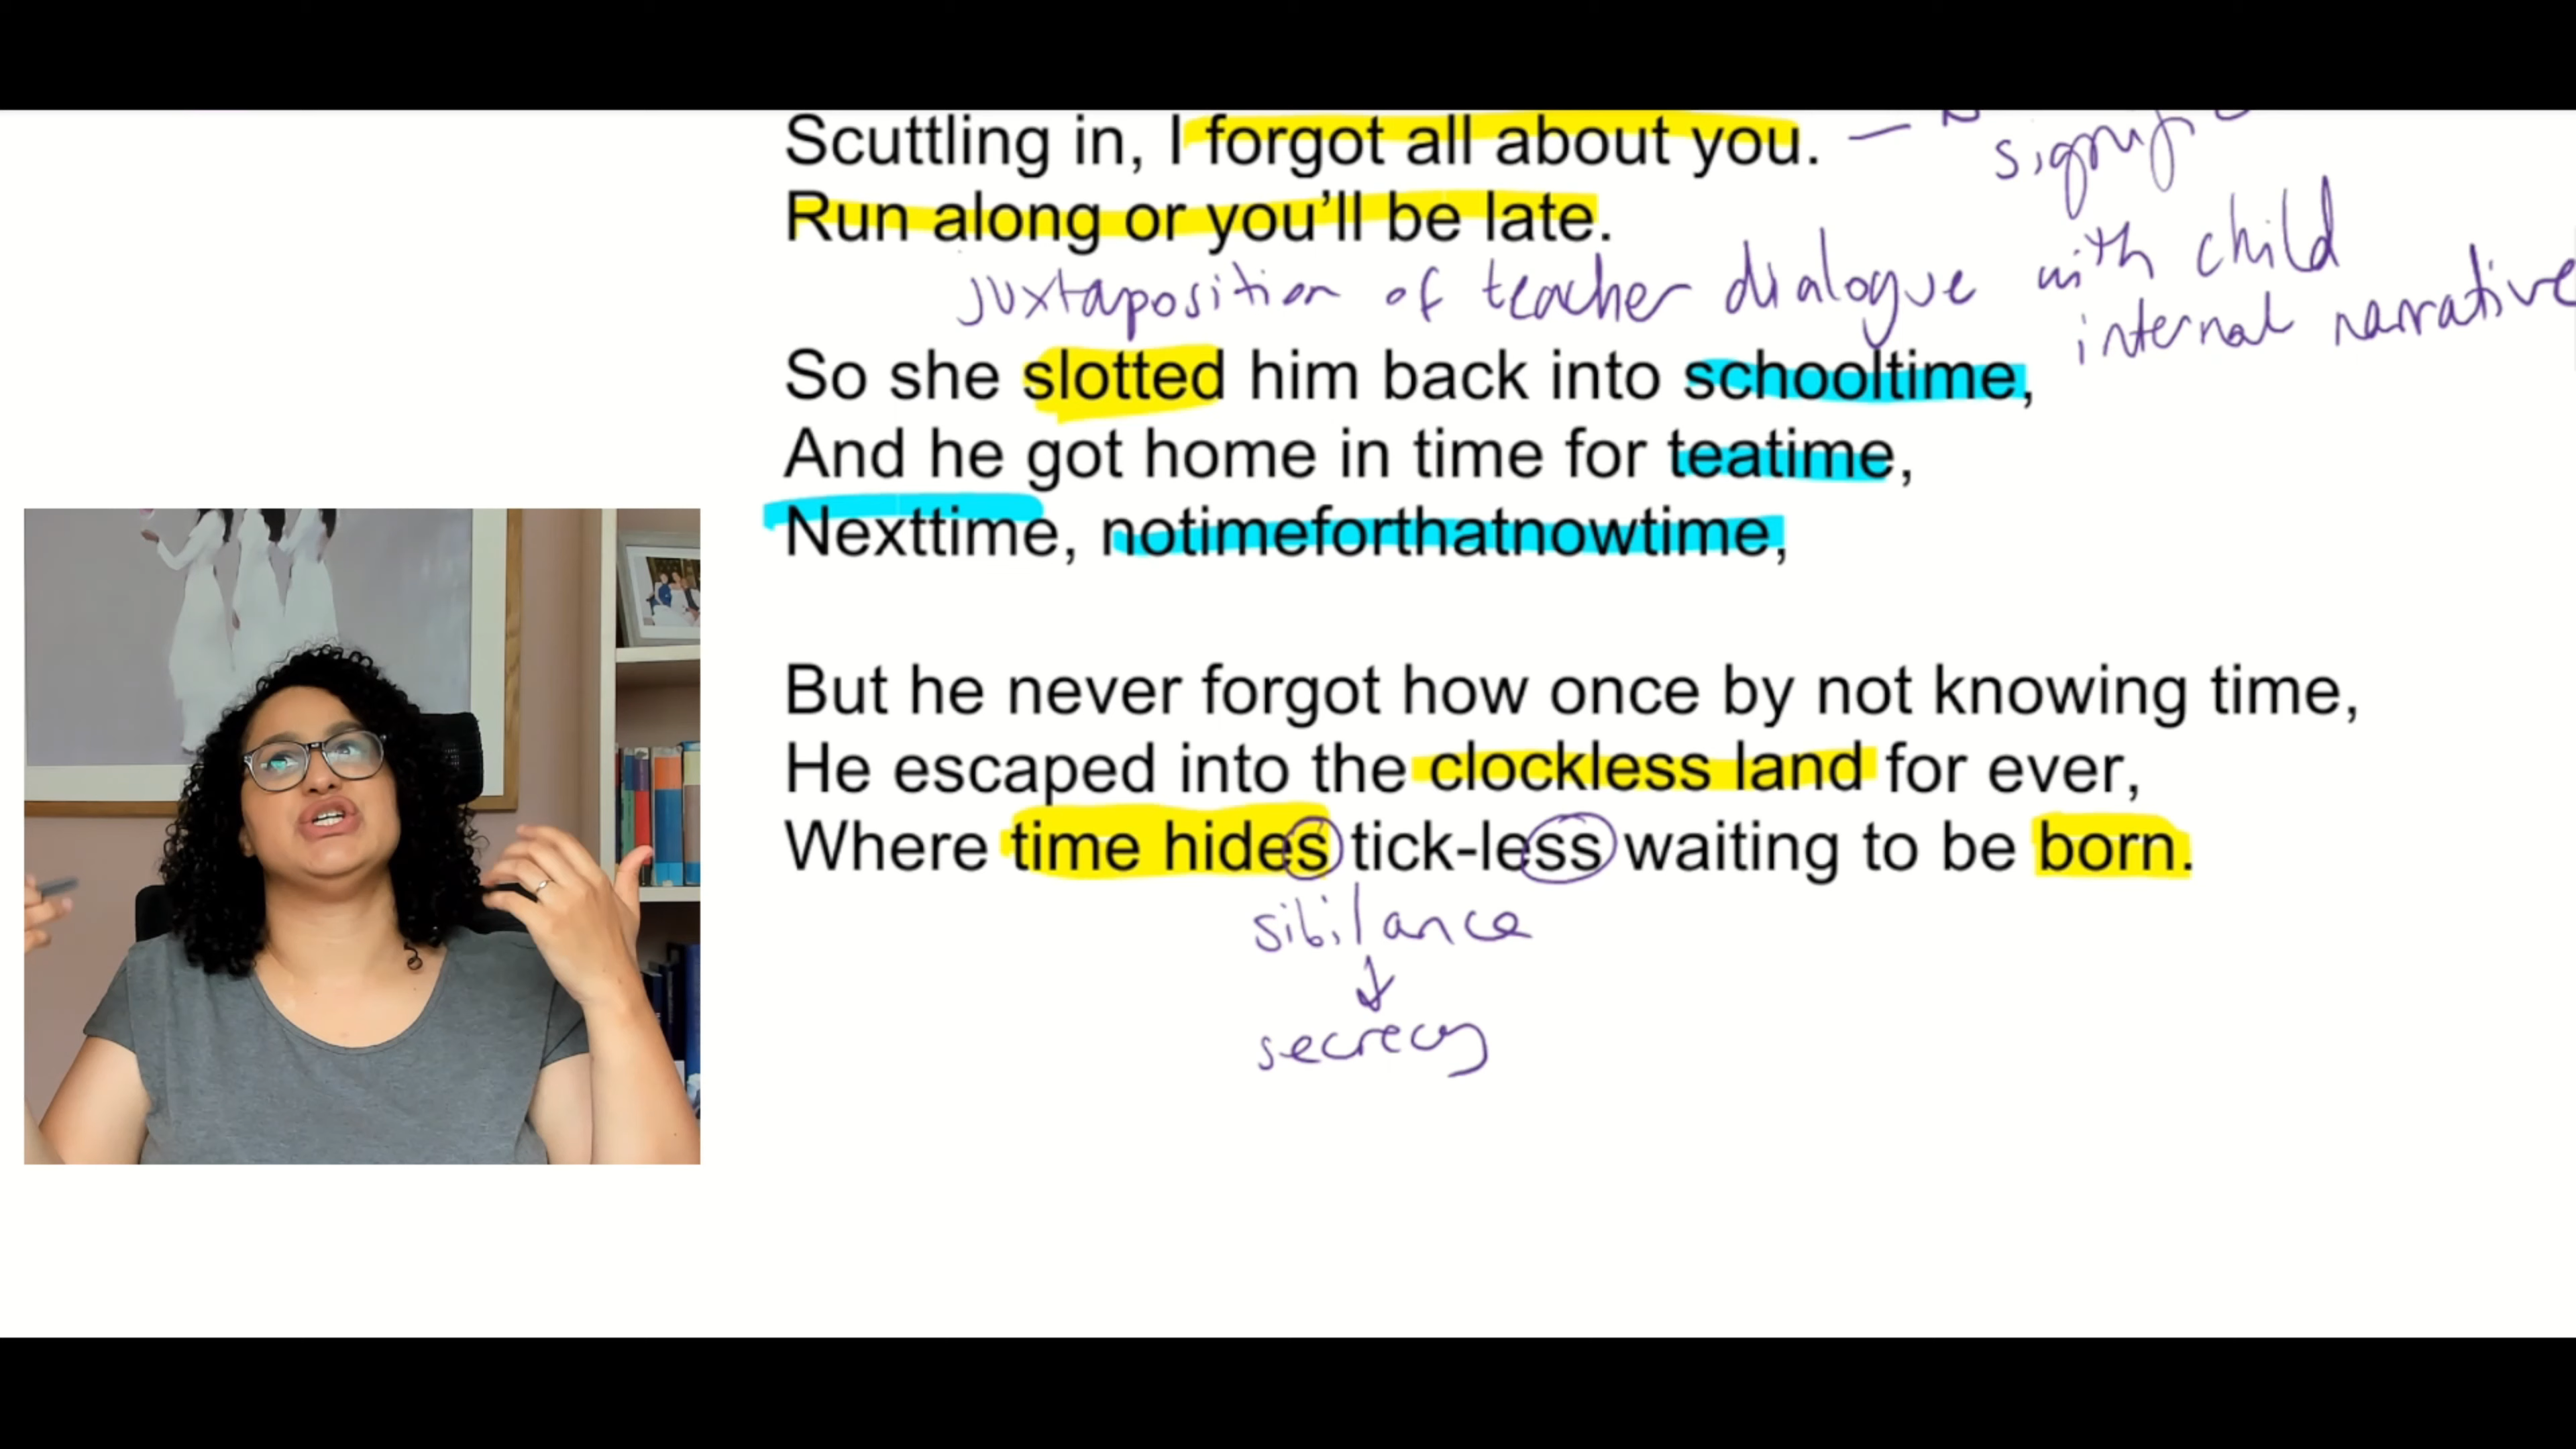 Scuttling in, I forgot all about you. —
signifi
Run along or you'll be late.
juxtaposition of teacher dialogue with child
internal narrative
So she slotted him back into schooltime,
And he got home in time for teatime,
Nexttime, notimeforthatnowtime,
But he never forgot how once by not knowing time,
He escaped into the clockless land for ever,
Where time hides tick-less waiting to be born.
sibilance
↓
secrecy